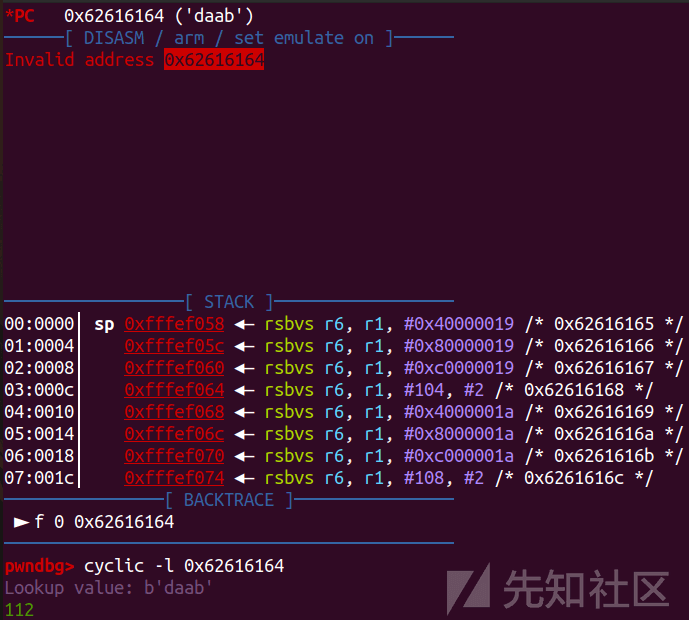 *PC   0x62616164 ('daab')
[ DISASM / arm / set emulate on ]
Invalid address 0x62616164
[ STACK ]
00:0000│  sp 0xfffef058 ◂— rsbvs r6, r1, #0x40000019 /* 0x62616165 */
01:0004│     0xfffef05c ◂— rsbvs r6, r1, #0x80000019 /* 0x62616166 */
02:0008│     0xfffef060 ◂— rsbvs r6, r1, #0xc0000019 /* 0x62616167 */
03:000c│     0xfffef064 ◂— rsbvs r6, r1, #104, #2 /* 0x62616168 */
04:0010│     0xfffef068 ◂— rsbvs r6, r1, #0x4000001a /* 0x62616169 */
05:0014│     0xfffef06c ◂— rsbvs r6, r1, #0x8000001a /* 0x6261616a */
06:0018│     0xfffef070 ◂— rsbvs r6, r1, #0xc000001a /* 0x6261616b */
07:001c│     0xfffef074 ◂— rsbvs r6, r1, #108, #2 /* 0x6261616c */
[ BACKTRACE ]
► f 0 0x62616164
pwndbg> cyclic -l 0x62616164
Lookup value: b'daab'
112
先知社区